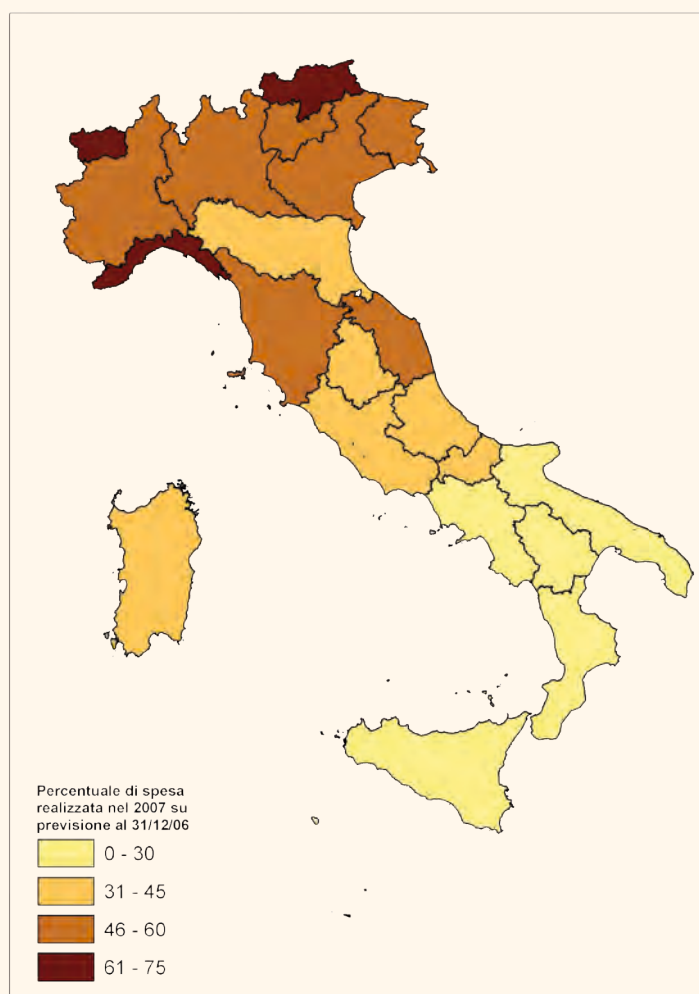 Percentuale di spesa
realizzata nel 2007 su
previsione al 31/12/06
0 - 30
31 - 45
46 - 60
61 - 75